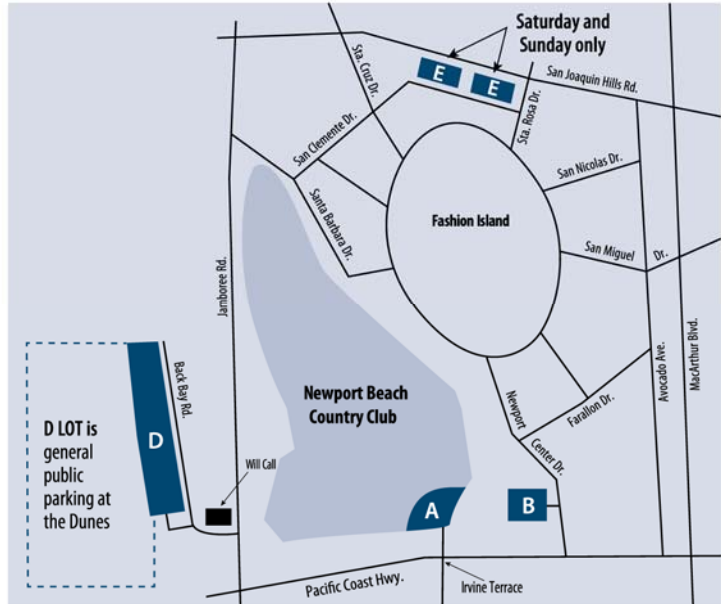 Saturday and
Sunday only
E
E
San Joaquin Hills Rd.
Sta. Cruz Dr.
Sta. Rosa Dr.
San Clemente Dr.
San Nicolas Dr.
Santa Barbara Dr.
Fashion Island
San Miguel
Dr.
Jamboree Rd.
MacArthur Blvd.
Avocado Ave.
Back Bay Rd.
Newport Beach
Country Club
Newport
Center Dr.
Farallon Dr.
D LOT is
general
public
parking at
the Dunes
D
Will Call
A
B
Pacific Coast Hwy.
Irvine Terrace